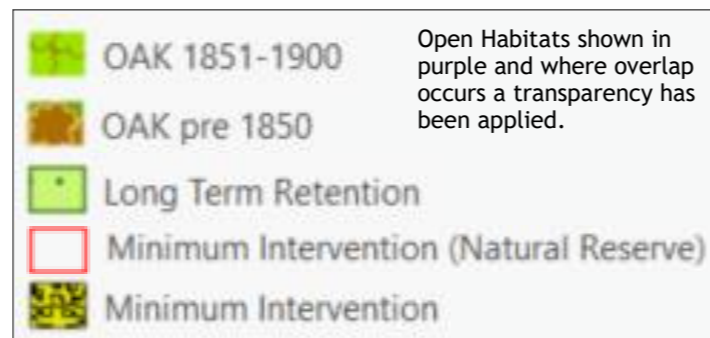 OAK 1851-1900
OAK pre 1850
Long Term Retention
Minimum Intervention (Natural Reserve)
Minimum Intervention
Open Habitats shown in
purple and where overlap
occurs a transparency has
been applied.